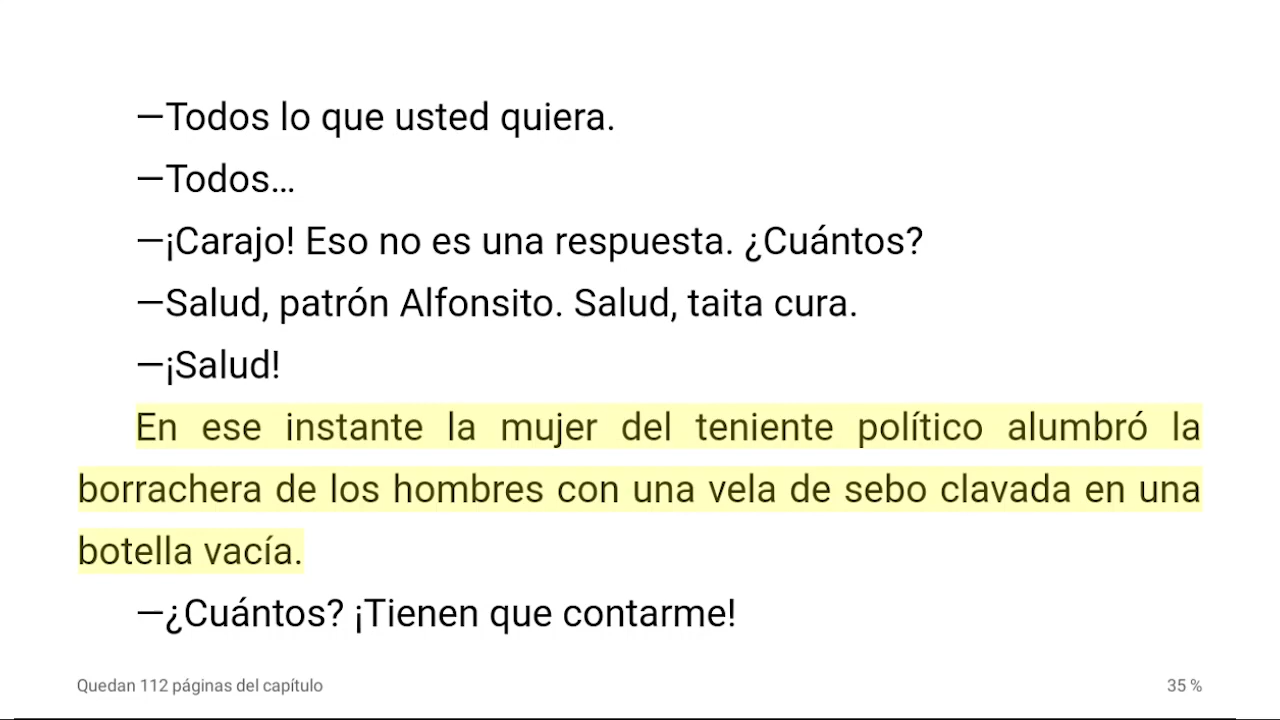 —Todos lo que usted quiera.
—Todos...
—¡Carajo! Eso no es una respuesta. ¿Cuántos?
—Salud, patrón Alfonsito. Salud, taita cura.
—¡Salud!
En ese instante la mujer del teniente político alumbró la
borrachera de los hombres con una vela de sebo clavada en una
botella vacía.
—¿Cuántos? ¡Tienen que contarme!
Quedan 112 páginas del capítulo
35 %